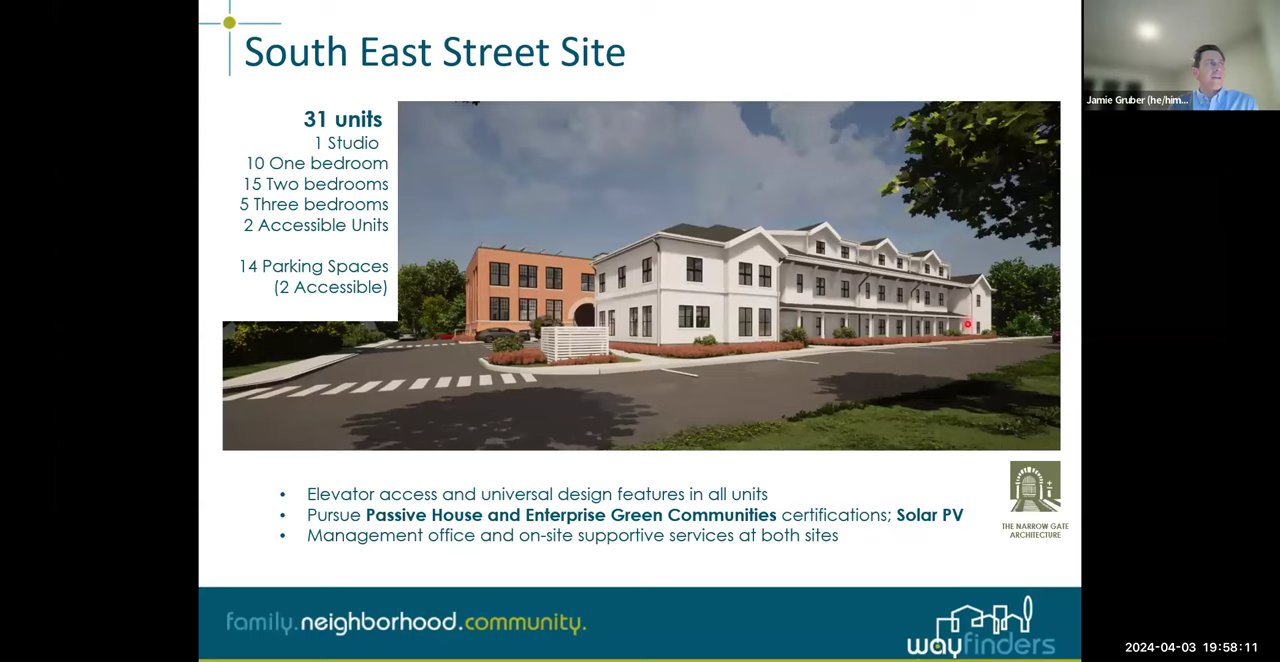 South East Street Site
31 units
1 Studio
10 One bedroom
15 Two bedrooms
5 Three bedrooms
2 Accessible Units
14 Parking Spaces
(2 Accessible)
Jamie Gruber (he/him...
• Elevator access and universal design features in all units
• Pursue Passive House and Enterprise Green Communities certifications; Solar PV
• Management office and on-site supportive services at both sites
THE NARROW GATE
ARCHITECTURE
family.neighborhood.community.
wayfinders
2024-04-03 19:58:11